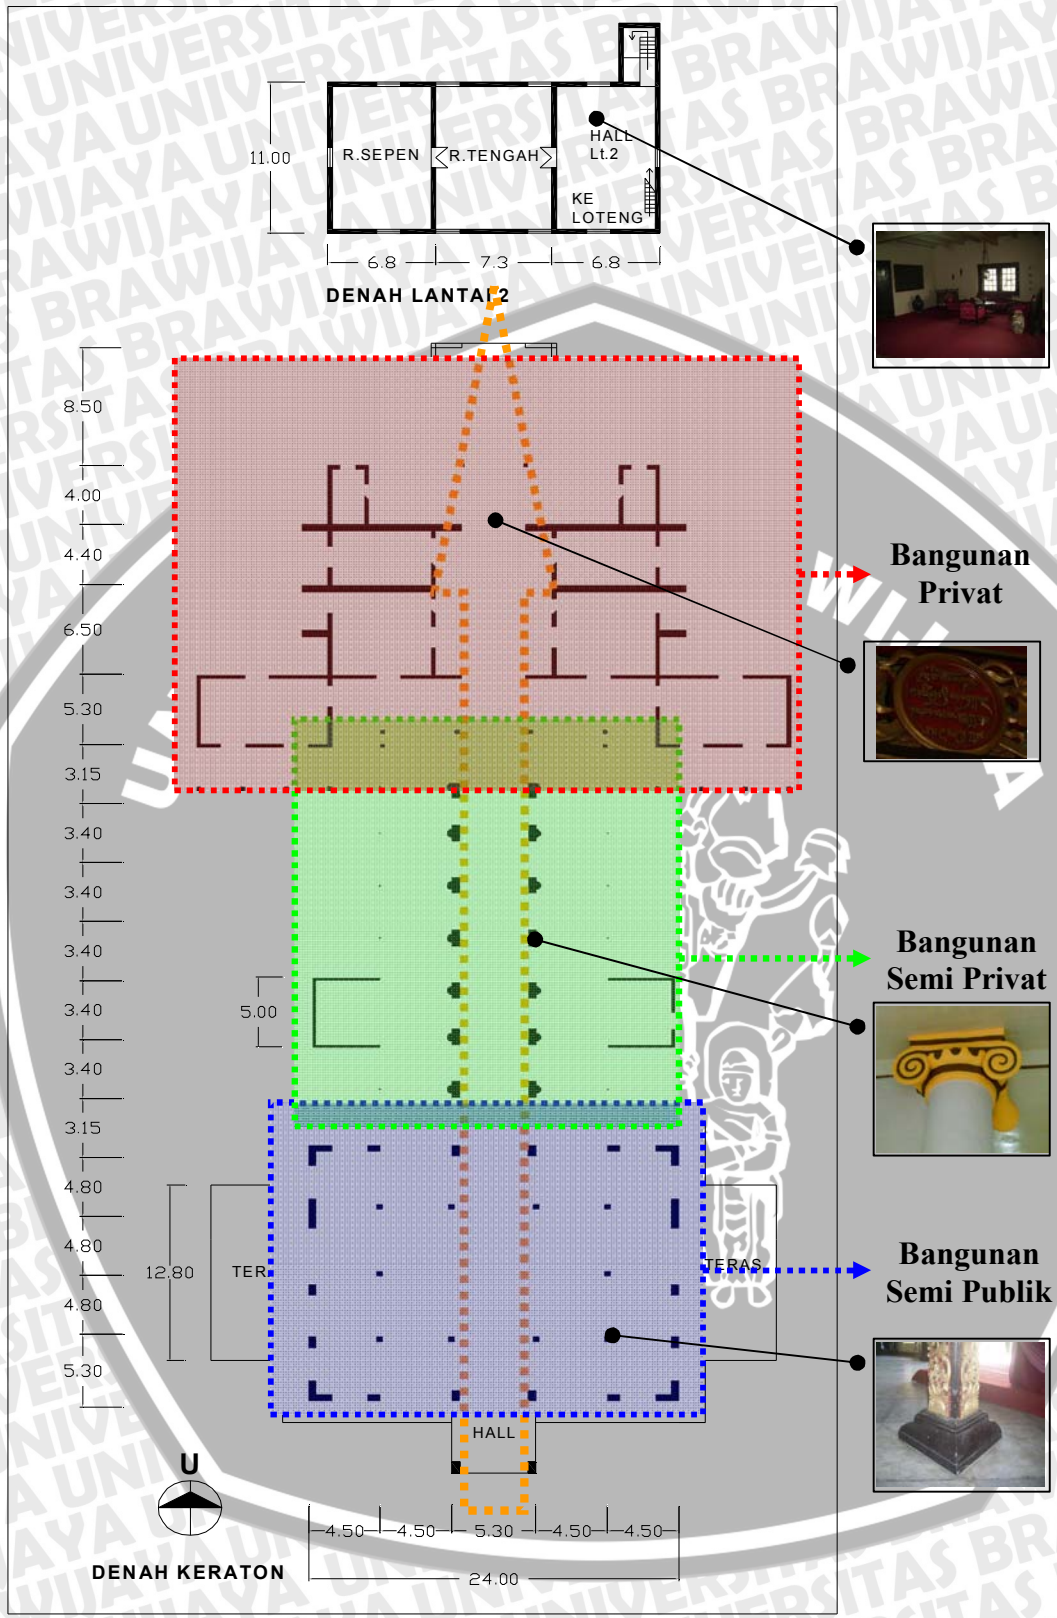 HALL
Lt.2
11.00
R.SEPEN
R.TENGAH
KE
LOTENG
6.8
7.3
6.8
DENAH LANTAI 2
8.50
4.00
4.40
6.50
5.30
3.15
3.40
3.40
3.40
3.40
3.40
3.15
4.80
4.80
4.80
5.30
5.00
12.80
Bangunan
Privat
Bangunan
Semi Privat
Bangunan
Semi Publik
TER
TERAS
HALL
U
4.50
4.50
5.30
4.50
4.50
24.00
DENAH KERATON
UNIVERSITAS BRAWIJAYA